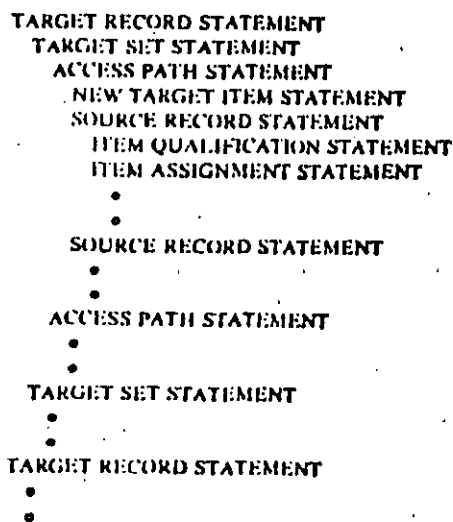 TARGET RECORD STATEMENT
TARGET SET STATEMENT
ACCESS PATH STATEMENT
NEW TARGET ITEM STATEMENT
SOURCE RECORD STATEMENT
ITEM QUALIFICATION STATEMENT
ITEM ASSIGNMENT STATEMENT
•
•
SOURCE RECORD STATEMENT
•
•
ACCESS PATH STATEMENT
•
•
TARGET SET STATEMENT
•
•
TARGET RECORD STATEMENT
•
•